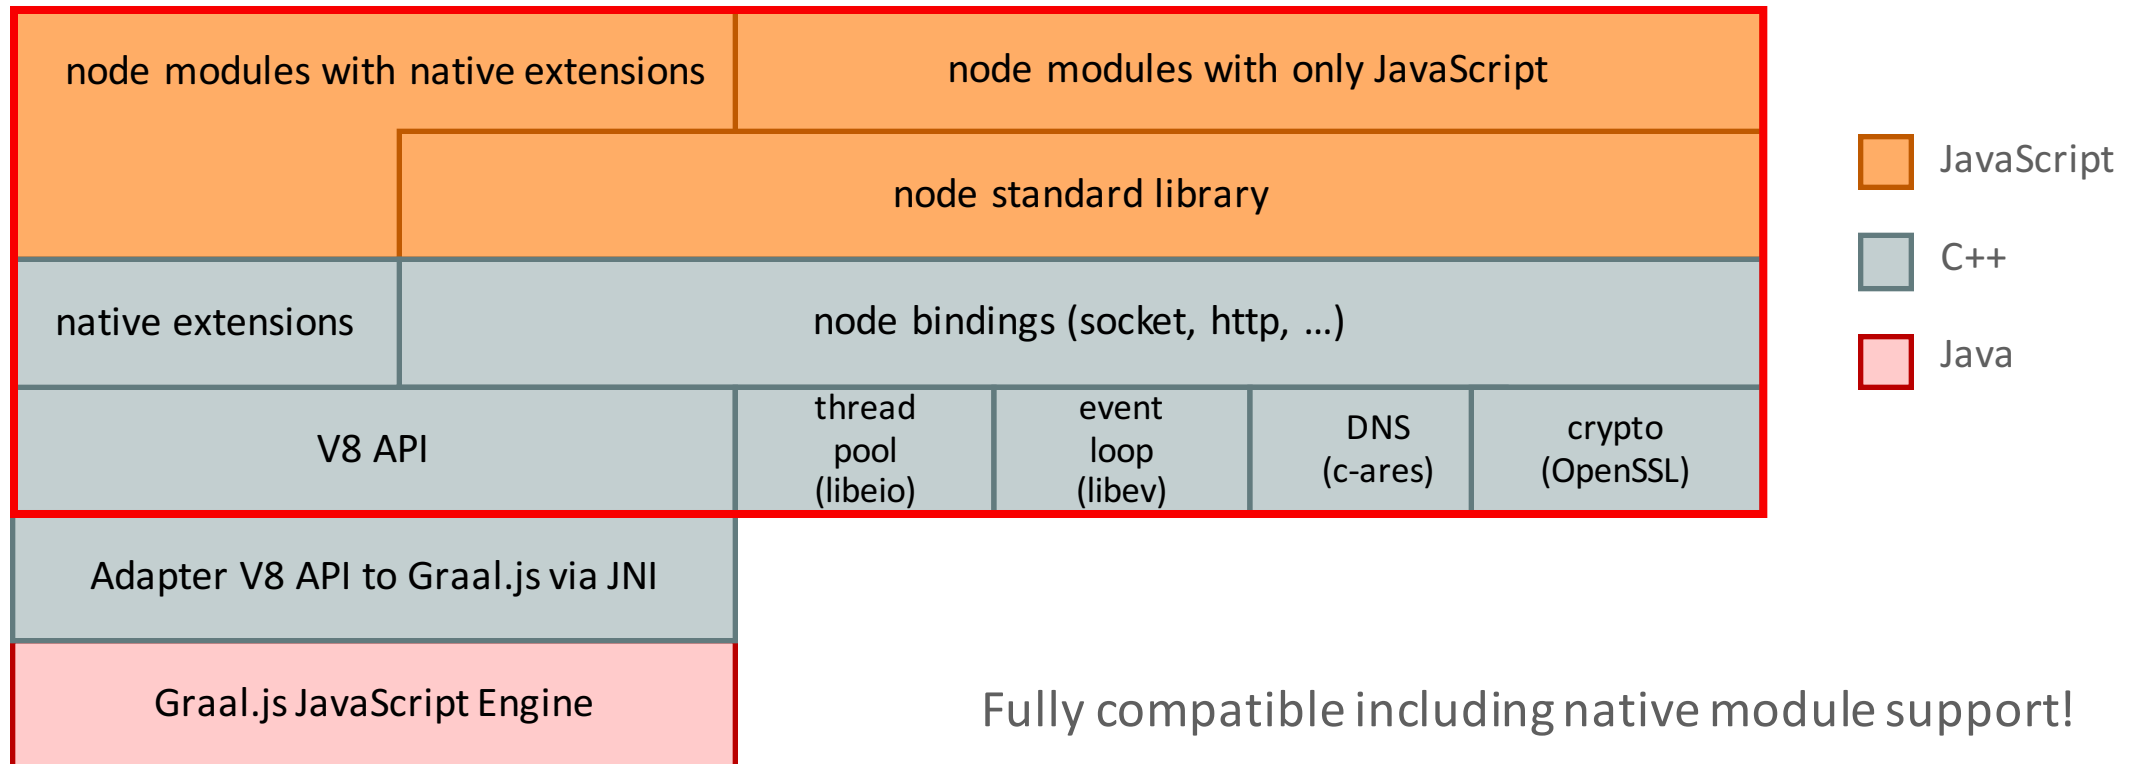 node modules with native extensions
node modules with only JavaScript
node standard library
native extensions
node bindings (socket, http, …)
V8 API
thread
pool
(libeio)
event
loop
(libev)
DNS
(c-ares)
crypto
(OpenSSL)
Adapter V8 API to Graal.js via JNI
Graal.js JavaScript Engine
JavaScript
C++
Java
Fully compatible including native module support!